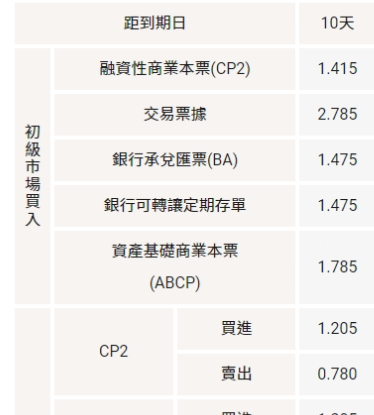 距到期日 10天
初級市場買入
融資性商業本票(CP2) 1.415
交易票據 2.785
銀行承兌匯票(BA) 1.475
銀行可轉讓定期存單 1.475
資產基礎商業本票
(ABCP) 1.785
CP2
買進 1.205
賣出 0.780